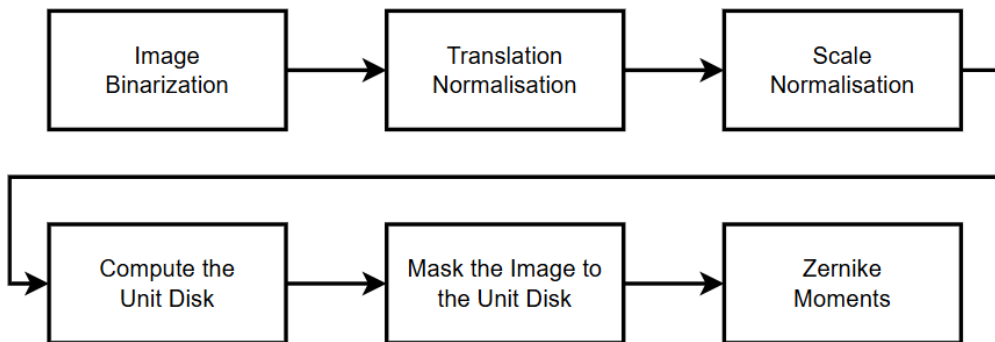 Image
Binarization
Translation
Normalisation
Scale
Normalisation
Compute the
Unit Disk
Mask the Image to
the Unit Disk
Zernike
Moments